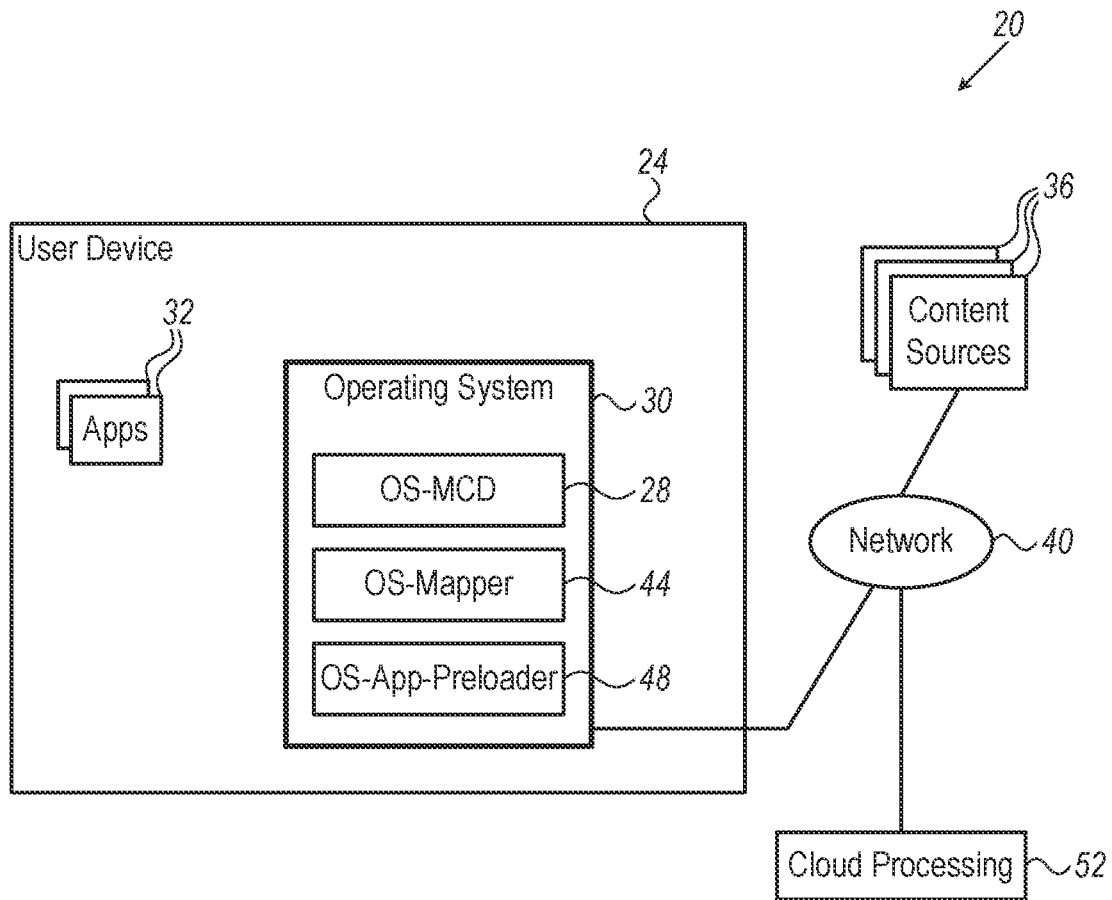 20
24
36
User Device
Content
Sources
32
Apps
Operating System
30
OS-MCD
28
Network
40
OS-Mapper
44
OS-App-Preloader
48
Cloud Processing
52